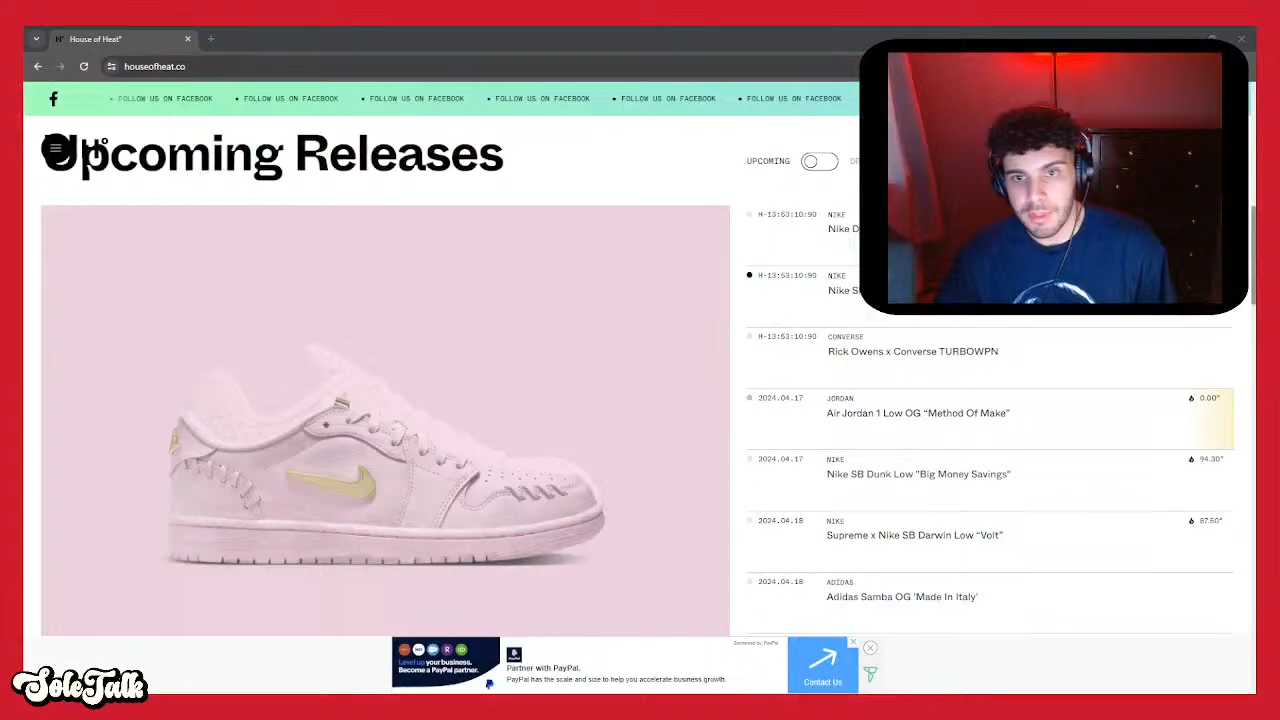 House of Heat°
houseofheat.co
FOLLOW US ON FACEBOOK • FOLLOW US ON FACEBOOK • FOLLOW US ON FACEBOOK • FOLLOW US ON FACEBOOK • FOLLOW US ON FACEBOOK • FOLLOW US ON FACEBOOK
Upcoming Releases
UPCOMING
H-13:53:10:90 NIKE
Nike D
H-13:53:10:90 NIKE
Nike S
H-13:53:10:90 CONVERSE
Rick Owens x Converse TURBOWPN
2024.04.17 JORDAN 0.00°
Air Jordan 1 Low OG “Method Of Make”
2024.04.17 NIKE 94.30°
Nike SB Dunk Low "Big Money Savings"
2024.04.18 NIKE 87.50°
Supreme x Nike SB Darwin Low “Volt”
2024.04.18 ADIDAS
Adidas Samba OG 'Made In Italy'
Sponsored by PayPal
Level up your business.
Become a PayPal partner.
Partner with PayPal.
PayPal has the scale and size to help you accelerate business growth.
Contact Us
SoleTalk